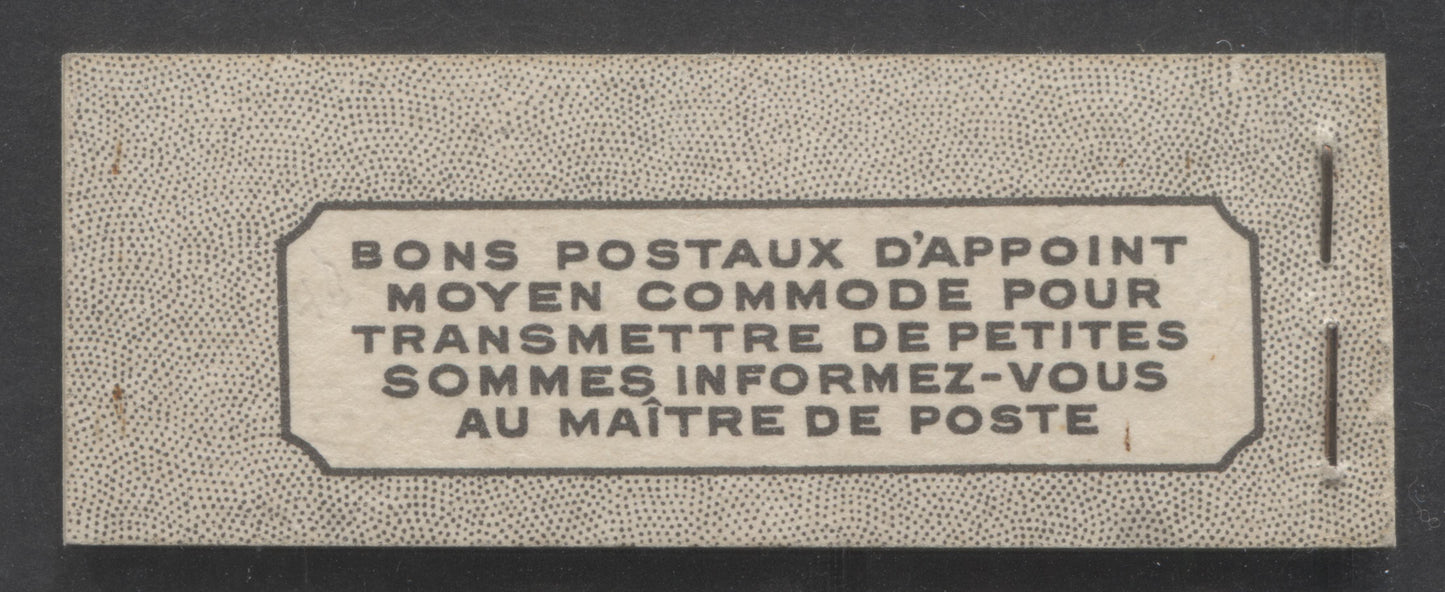 BONS POSTAUX D'APPOINT
MOYEN COMMODE POUR
TRANSMETTRE DE PETITES
SOMMES INFORMEZ-VOUS
AU MAÎTRE DE POSTE